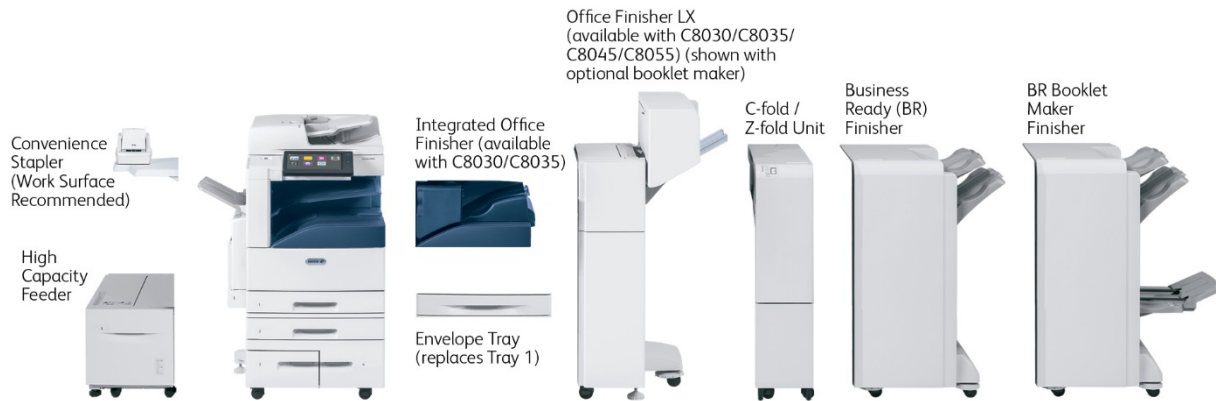 Convenience
Stapler
(Work Surface
Recommended)
High
Capacity
Feeder
Integrated Office
Finisher (available
with C8030/C8035)
Envelope Tray
(replaces Tray 1)
Office Finisher LX
(available with C8030/C8035/
C8045/C8055) (shown with
optional booklet maker)
C-fold /
Z-fold Unit
Business
Ready (BR)
Finisher
BR Booklet
Maker
Finisher